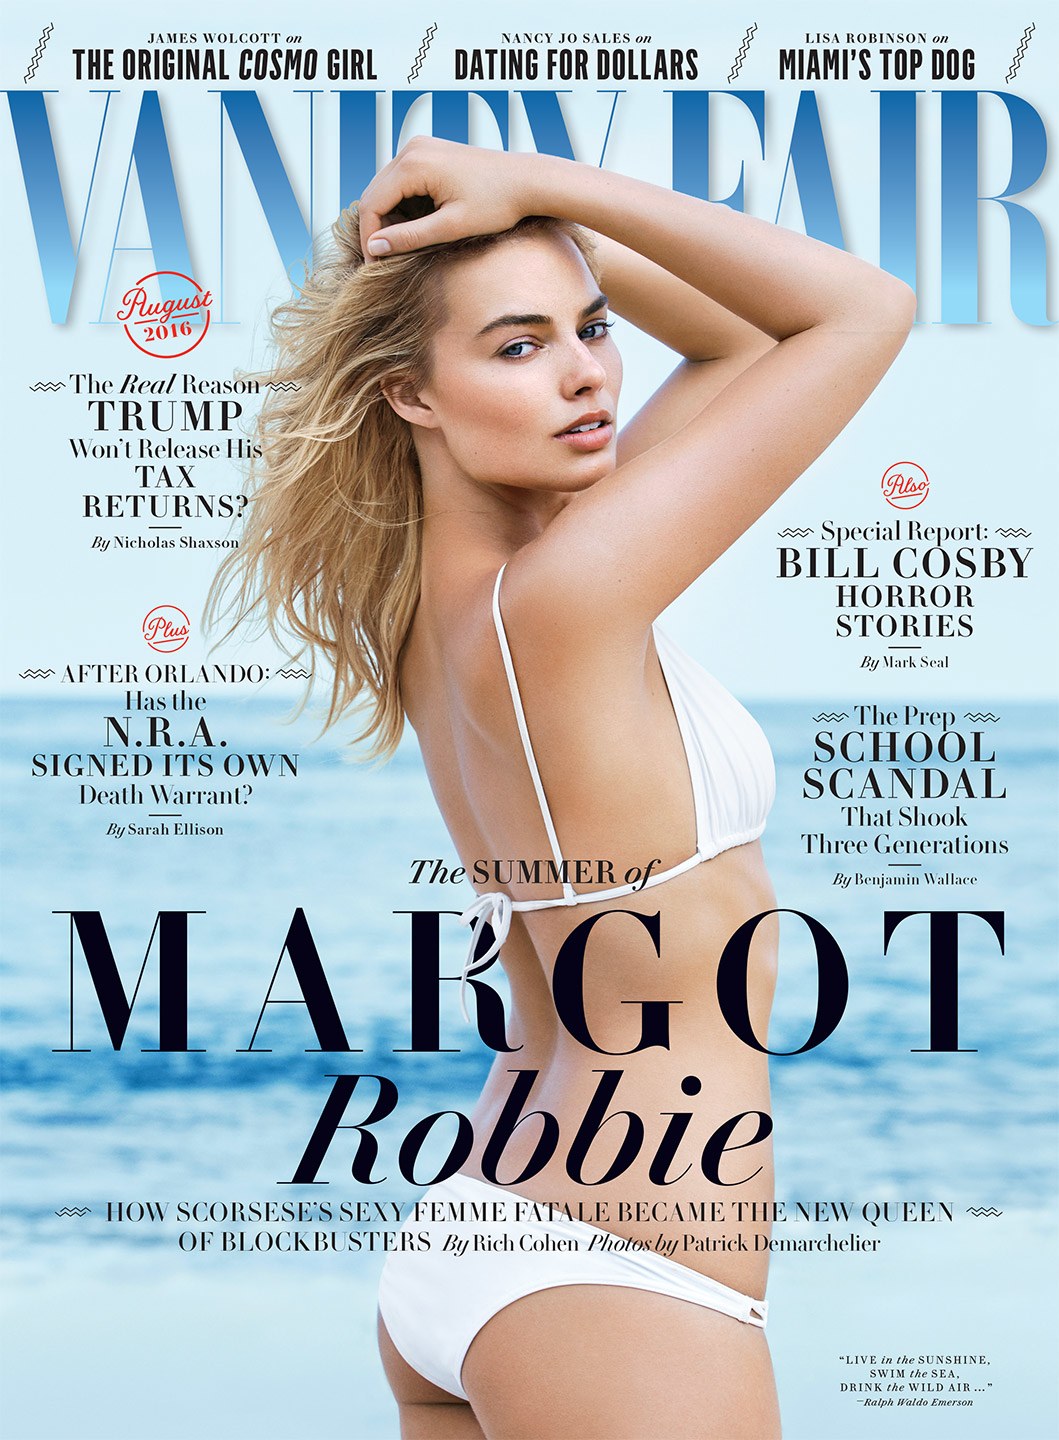 JAMES WOLCOTT on
THE ORIGINAL COSMO GIRL
NANCY JO SALES on
DATING FOR DOLLARS
LISA ROBINSON on
MIAMI'S TOP DOG
VANITY FAIR
August
2016
The Real Reason
TRUMP
Won't Release His
TAX
RETURNS?
By Nicholas Shaxson
Plus
AFTER ORLANDO:
Has the
N.R.A.
SIGNED ITS OWN
Death Warrant?
By Sarah Ellison
Also
Special Report:
BILL COSBY
HORROR
STORIES
By Mark Seal
The Prep
SCHOOL
SCANDAL
That Shook
Three Generations
By Benjamin Wallace
The SUMMER of
MARGOT
Robbie
HOW SCORSESE'S SEXY FEMME FATALE BECAME THE NEW QUEEN
OF BLOCKBUSTERS By Rich Cohen Photos by Patrick Demarchelier
“LIVE in the SUNSHINE,
SWIM the SEA,
DRINK the WILD AIR ...”
—Ralph Waldo Emerson